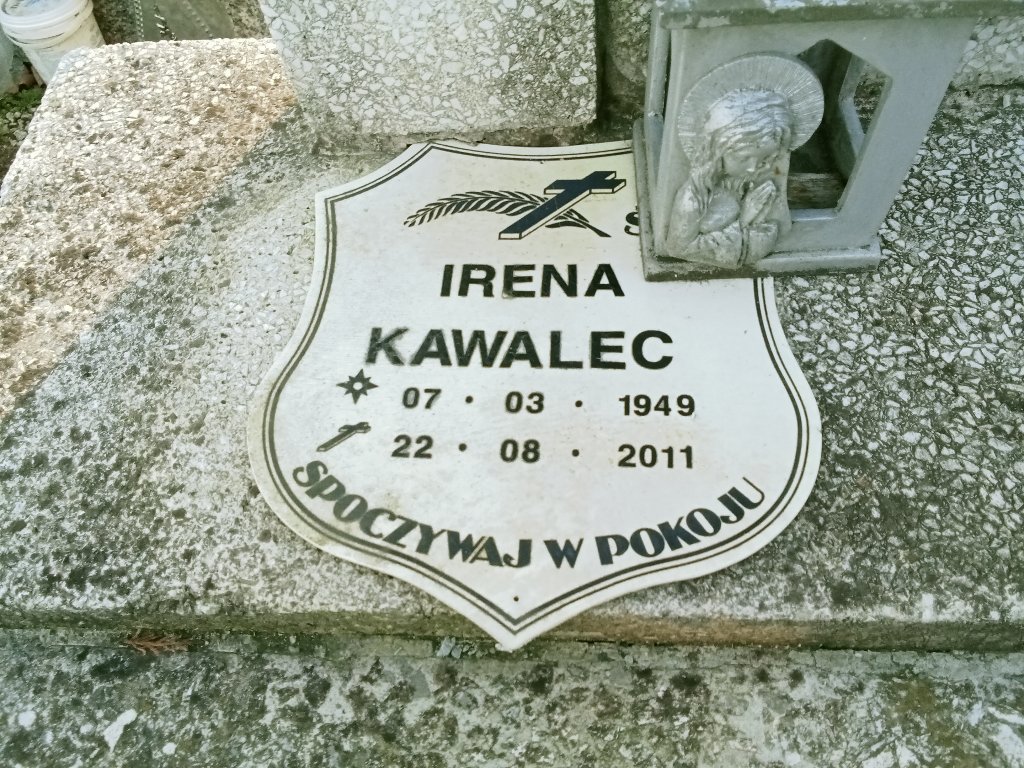 IRENA
KAWALEC
07 · 03 · 1949
22 · 08 · 2011
SPOCZYWAJ W POKOJU